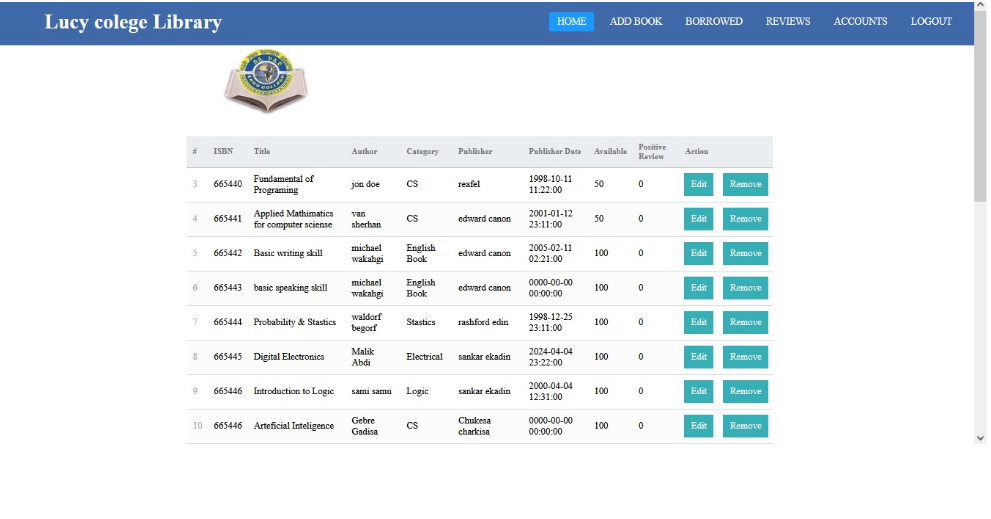 Lucy colege Library
HOME ADD BOOK BORROWED REVIEWS ACCOUNTS LOGOUT
# ISBN Title Author Category Publisher Publisher Date Available Positive Review Action
3 665440 Fundamental of Programing jon doe CS reafel 1998-10-11 11:22:00 50 0 Edit Remove
4 665441 Applied Mathimatics for computer sciense van sherhan CS edward canon 2001-01-12 23:11:00 50 0 Edit Remove
5 665442 Basic writing skill michael wakahgi English Book edward canon 2005-02-11 02:21:00 100 0 Edit Remove
6 665443 basic speaking skill michael wakahgi English Book edward canon 0000-00-00 00:00:00 100 0 Edit Remove
7 665444 Probability & Stastics waldorf begorf Stastics rashford edin 1998-12-25 23:11:00 100 0 Edit Remove
8 665445 Digital Electronics Malik Abdi Electrical sankar ekadin 2024-04-04 23:22:00 100 0 Edit Remove
9 665446 Introduction to Logic sami samu Logic sankar ekadin 2000-04-04 12:31:00 100 0 Edit Remove
10 665446 Arteficial Inteligence Gebre Gadisa CS Chukesa charkisa 0000-00-00 00:00:00 100 0 Edit Remove